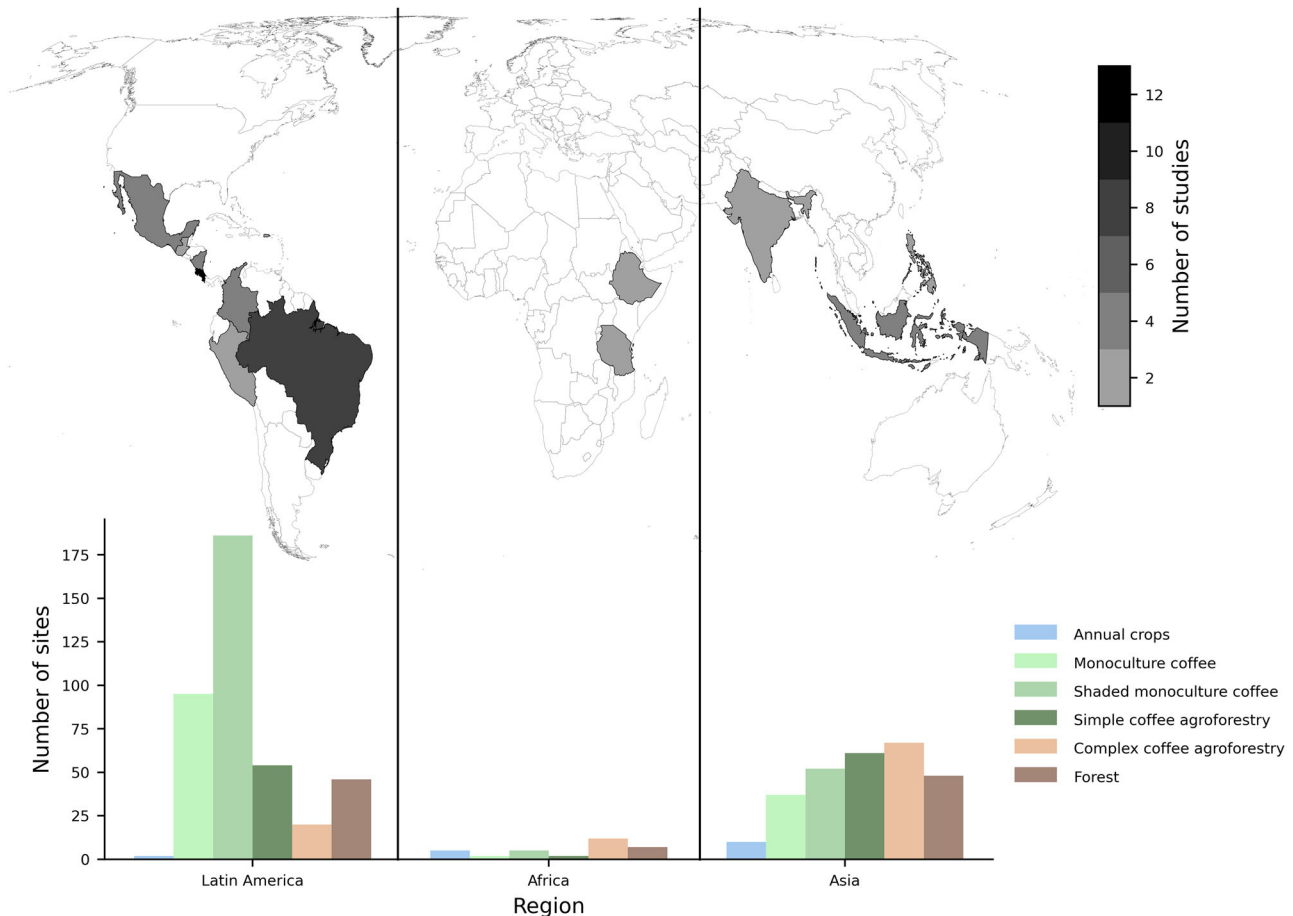 12
10
8
6
4
2
Number of studies
175
150
125
100
75
50
25
0
Number of sites
Latin America
Africa
Asia
Region
Annual crops
Monoculture coffee
Shaded monoculture coffee
Simple coffee agroforestry
Complex coffee agroforestry
Forest